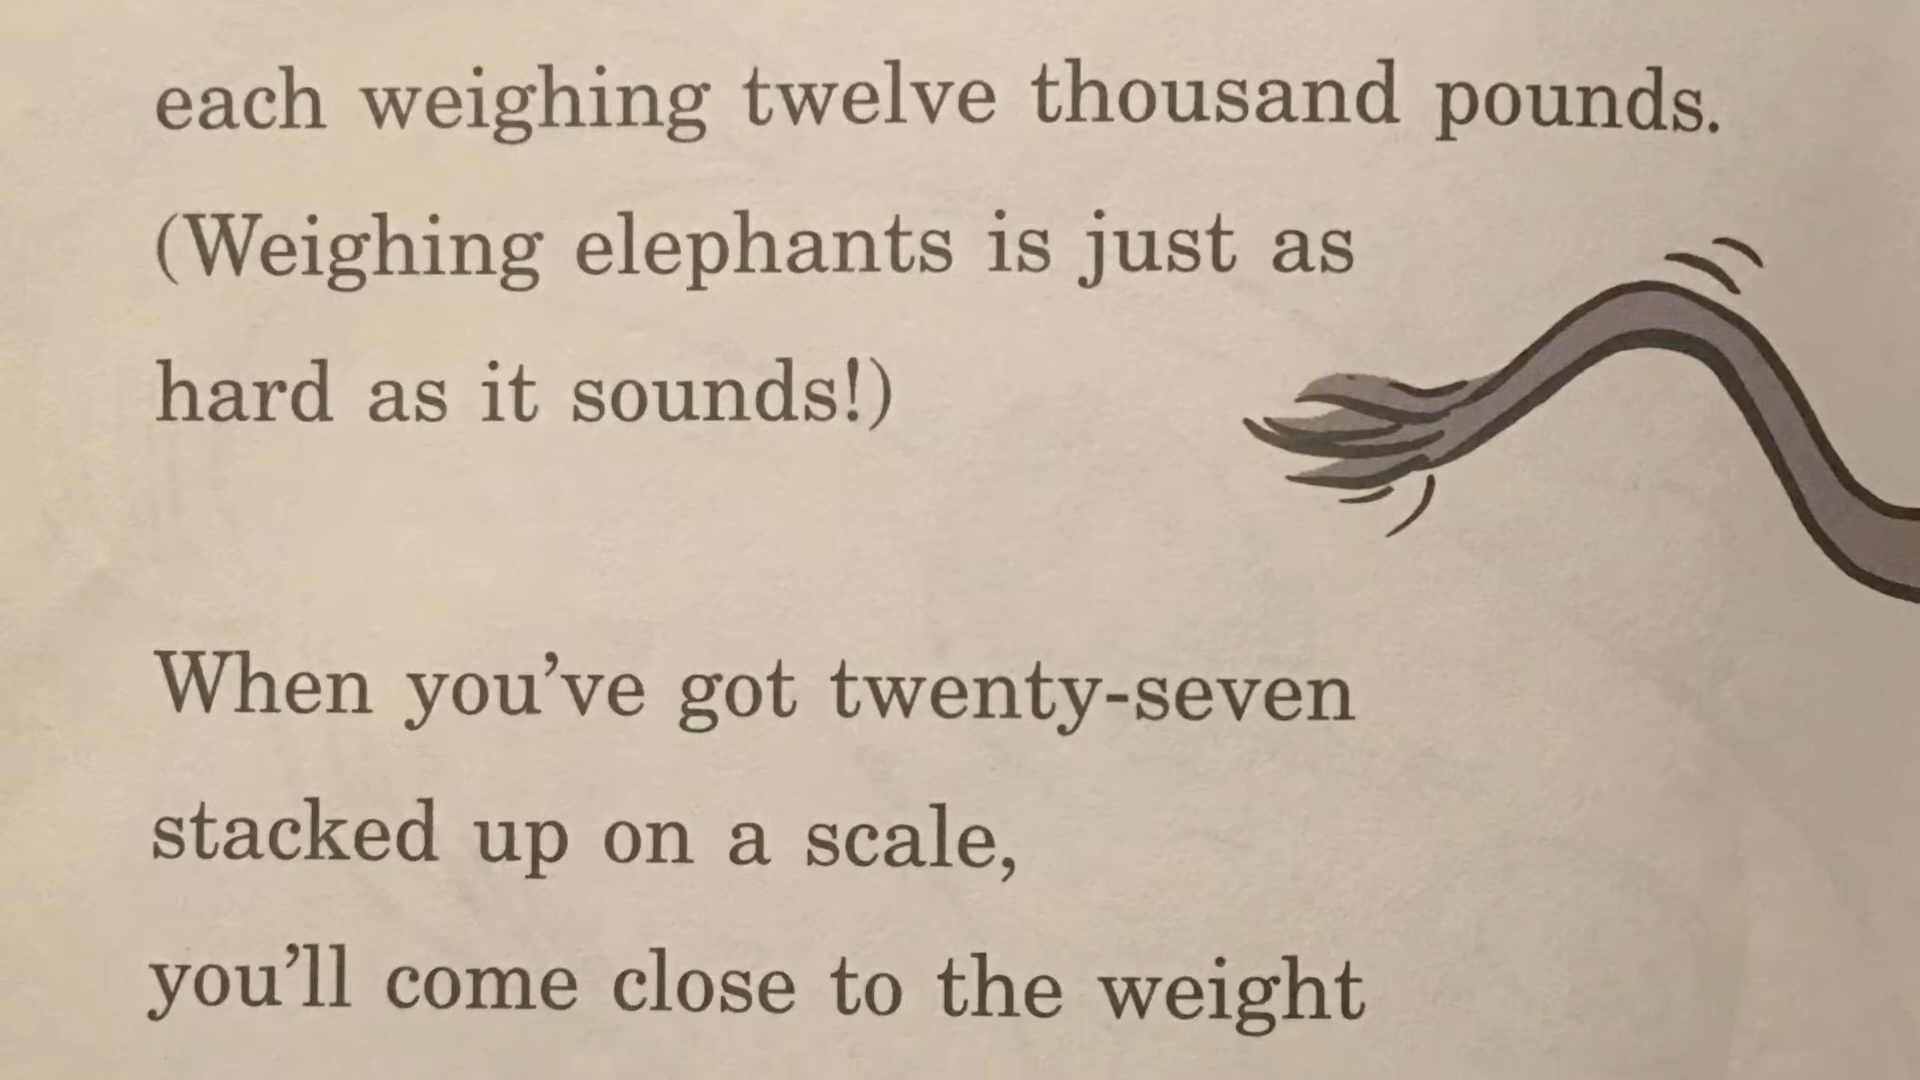 each weighing twelve thousand pounds.
(Weighing elephants is just as
hard as it sounds!)
When you’ve got twenty-seven
stacked up on a scale,
you’ll come close to the weight